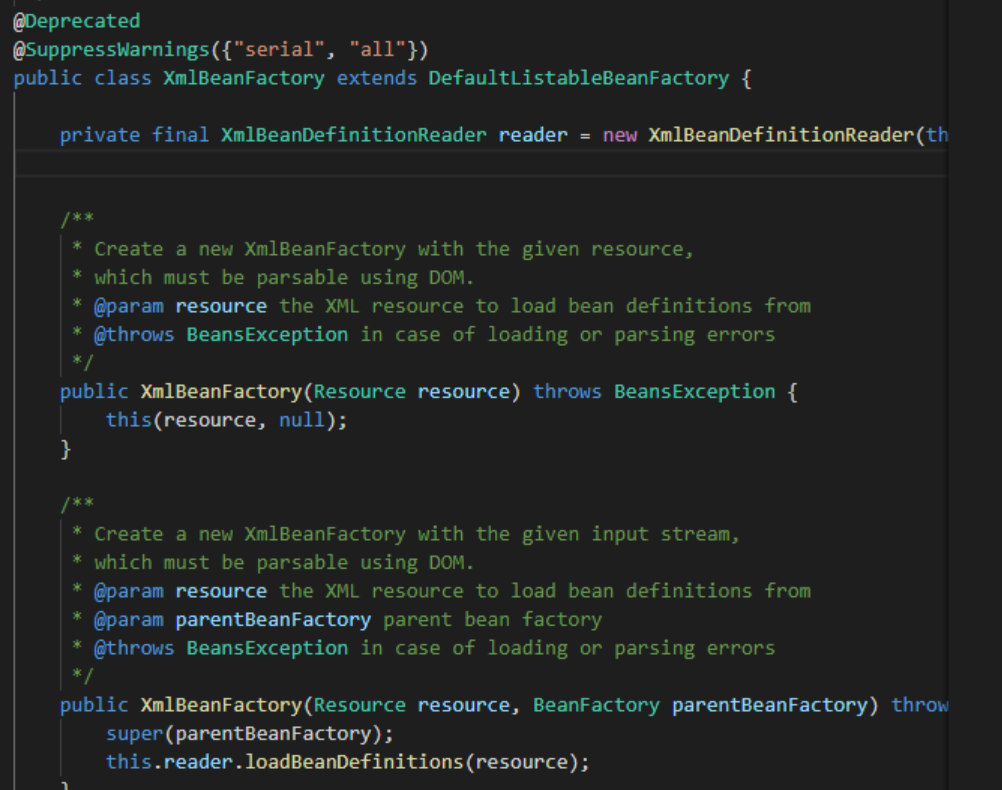 @Deprecated
@SuppressWarnings({"serial", "all"})
public class XmlBeanFactory extends DefaultListableBeanFactory {
private final XmlBeanDefinitionReader reader = new XmlBeanDefinitionReader(th
/**
* Create a new XmlBeanFactory with the given resource,
* which must be parsable using DOM.
* @param resource the XML resource to load bean definitions from
* @throws BeansException in case of loading or parsing errors
*/
public XmlBeanFactory(Resource resource) throws BeansException {
this(resource, null);
}
/**
* Create a new XmlBeanFactory with the given input stream,
* which must be parsable using DOM.
* @param resource the XML resource to load bean definitions from
* @param parentBeanFactory parent bean factory
* @throws BeansException in case of loading or parsing errors
*/
public XmlBeanFactory(Resource resource, BeanFactory parentBeanFactory) throw
super(parentBeanFactory);
this.reader.loadBeanDefinitions(resource);
}